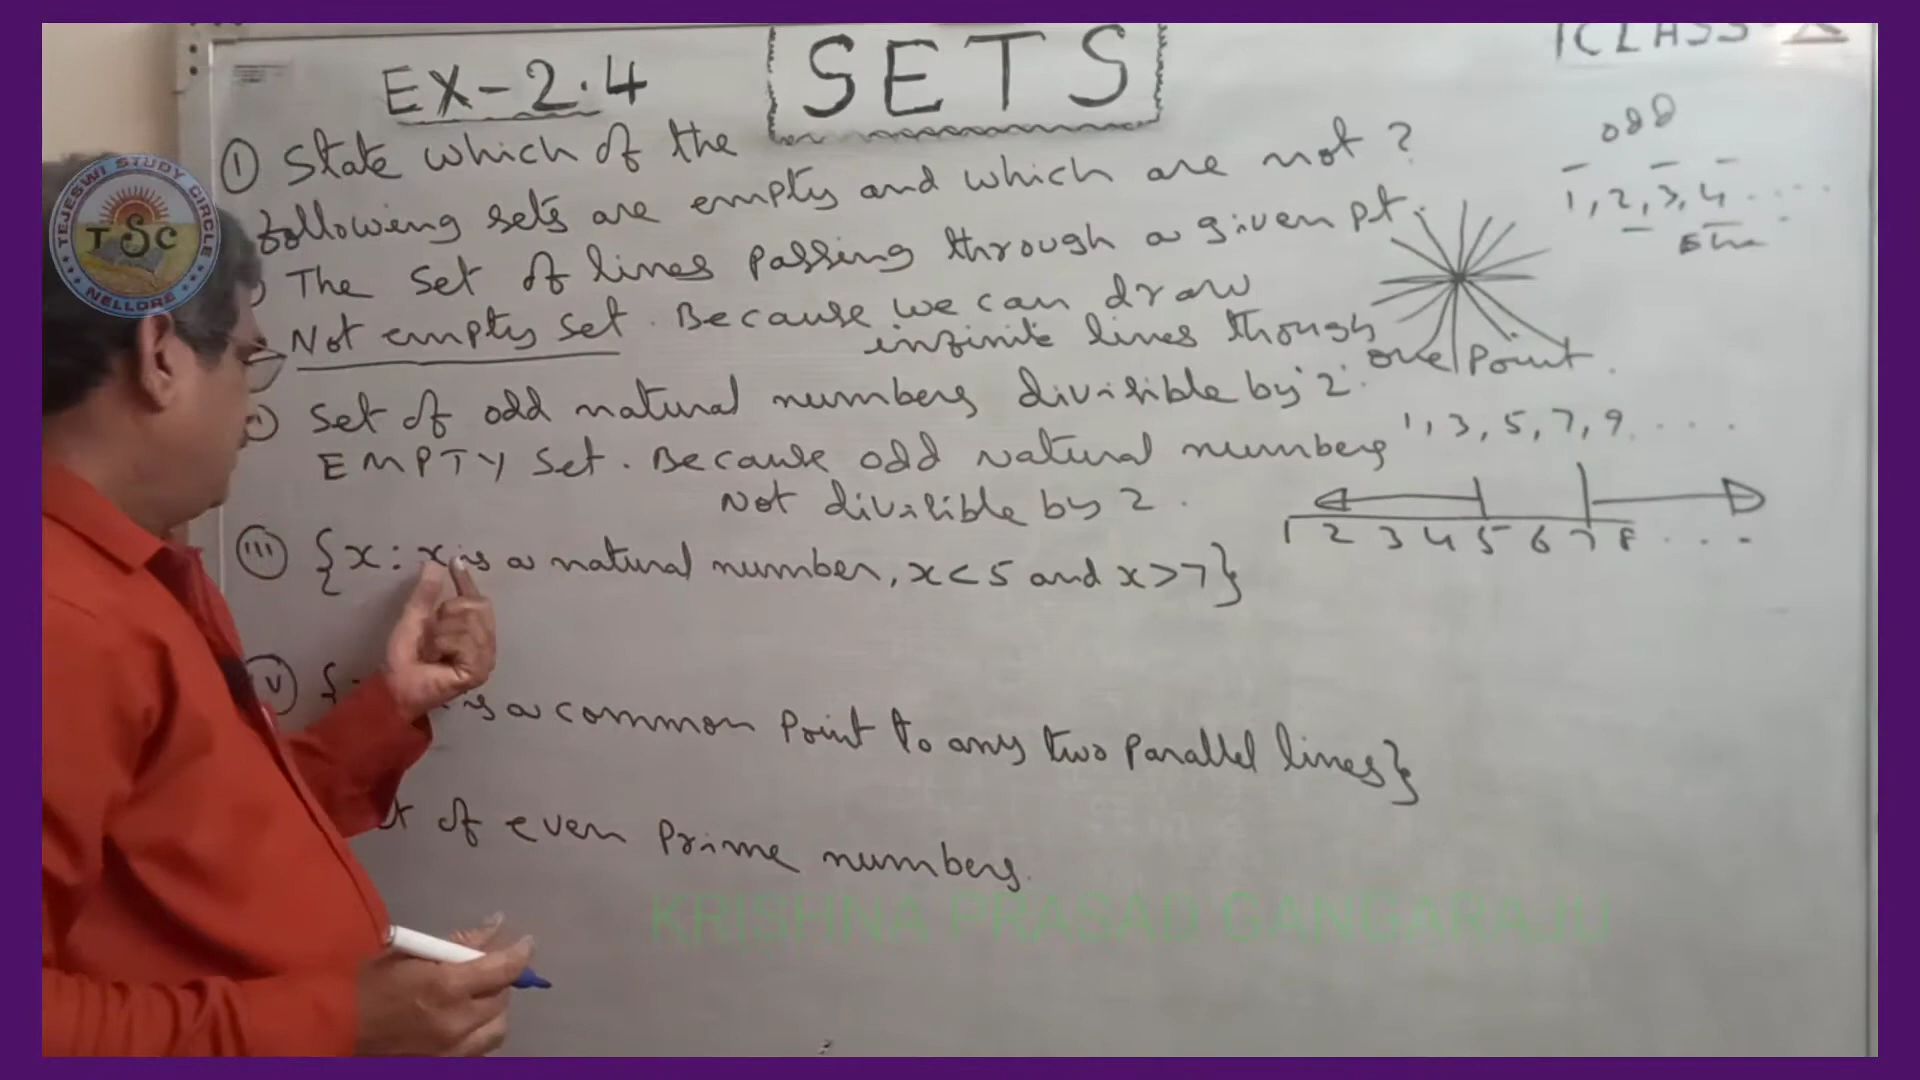 CLASS - X
EX-2.4
SETS
① State which of the
following sets are empty and which are not?
The set of lines passing through a given pt.
Not empty set. Because we can draw
infinite lines though
one point.
odd
1, 2, 3, 4 ....
Set of odd natural numbers divisible by '2'.
EMPTY set. Because odd natural numbers
Not divisible by 2.
1, 3, 5, 7, 9 ....
1 2 3 4 5 6 7 8 ....
(iii) {x : x is a natural number, x < 5 and x > 7}
is a common point to any two parallel lines}
of even prime numbers.
TEJESWI STUDY CIRCLE
TSC
NELLORE
KRISHNA PRASAD GANGARAJU